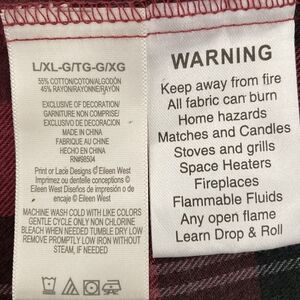 L/XL-G/TG-G/XG
55% COTTON/COTON/ALGODÓN
45% RAYON/RAYONNE/RAYÓN
EXCLUSIVE OF DECORATION/
GARNITURE NON COMPRISE/
EXCLUSIVO DE DECORACIÓN
MADE IN CHINA
FABRIQUE AU CHINE
HECHO EN CHINA
RN#98504
Print or Lace Designs © Eileen West
Imprimez ou dentelle conceptions ©
Eileen West Diseños de impresión o de
encaje © Eileen West
MACHINE WASH COLD WITH LIKE COLORS
GENTLE CYCLE ONLY NON CHLORINE
BLEACH WHEN NEEDED TUMBLE DRY LOW
REMOVE PROMPTLY LOW IRON WITHOUT
STEAM, IF NEEDED
WARNING
Keep away from fire
All fabric can burn
Home hazards
Matches and Candles
Stoves and grills
Space Heaters
Fireplaces
Flammable Fluids
Any open flame
Learn Drop & Roll